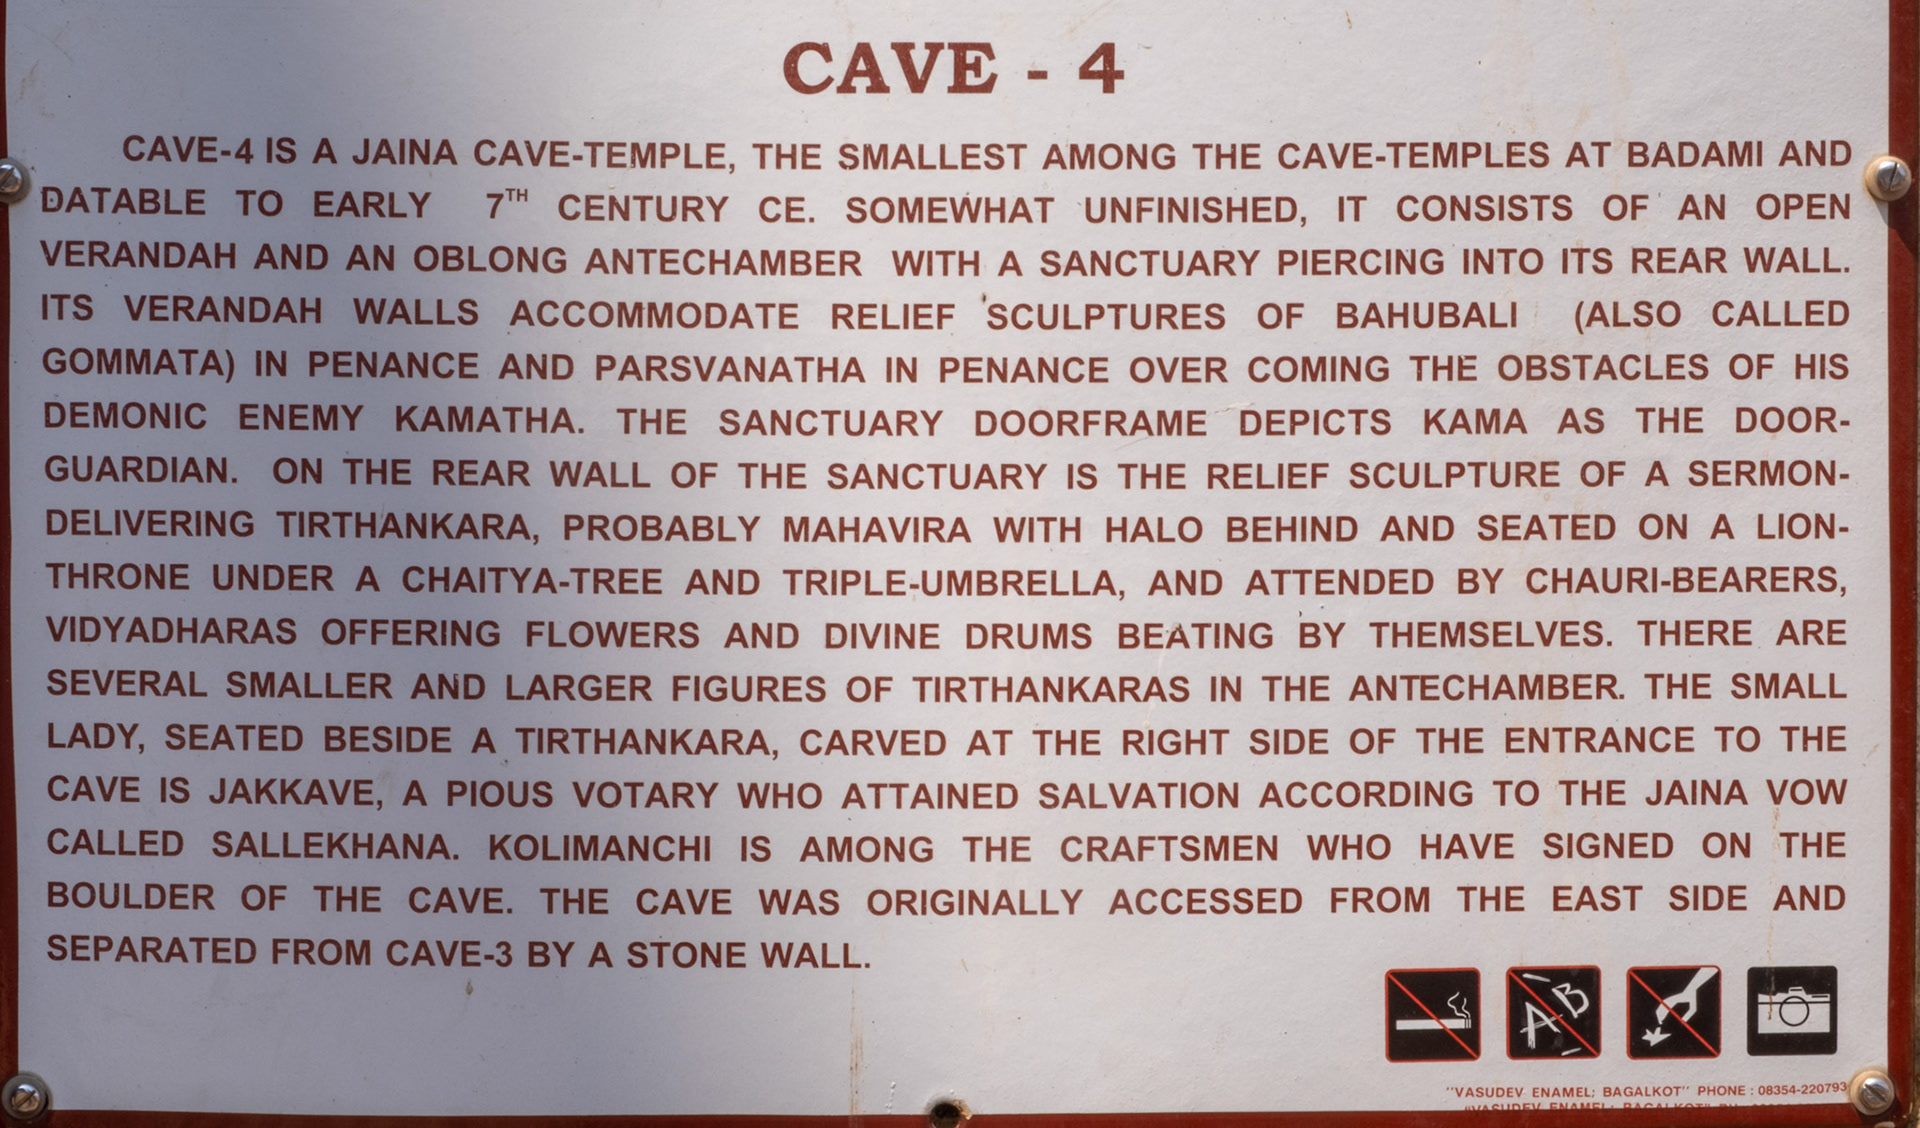 CAVE - 4
CAVE-4 IS A JAINA CAVE-TEMPLE, THE SMALLEST AMONG THE CAVE-TEMPLES AT BADAMI AND
DATABLE TO EARLY 7TH CENTURY CE. SOMEWHAT UNFINISHED, IT CONSISTS OF AN OPEN
VERANDAH AND AN OBLONG ANTECHAMBER WITH A SANCTUARY PIERCING INTO ITS REAR WALL.
ITS VERANDAH WALLS ACCOMMODATE RELIEF SCULPTURES OF BAHUBALI (ALSO CALLED
GOMMATA) IN PENANCE AND PARSVANATHA IN PENANCE OVER COMING THE OBSTACLES OF HIS
DEMONIC ENEMY KAMATHA. THE SANCTUARY DOORFRAME DEPICTS KAMA AS THE DOOR-
GUARDIAN. ON THE REAR WALL OF THE SANCTUARY IS THE RELIEF SCULPTURE OF A SERMON-
DELIVERING TIRTHANKARA, PROBABLY MAHAVIRA WITH HALO BEHIND AND SEATED ON A LION-
THRONE UNDER A CHAITYA-TREE AND TRIPLE-UMBRELLA, AND ATTENDED BY CHAURI-BEARERS,
VIDYADHARAS OFFERING FLOWERS AND DIVINE DRUMS BEATING BY THEMSELVES. THERE ARE
SEVERAL SMALLER AND LARGER FIGURES OF TIRTHANKARAS IN THE ANTECHAMBER. THE SMALL
LADY, SEATED BESIDE A TIRTHANKARA, CARVED AT THE RIGHT SIDE OF THE ENTRANCE TO THE
CAVE IS JAKKAVE, A PIOUS VOTARY WHO ATTAINED SALVATION ACCORDING TO THE JAINA VOW
CALLED SALLEKHANA. KOLIMANCHI IS AMONG THE CRAFTSMEN WHO HAVE SIGNED ON THE
BOULDER OF THE CAVE. THE CAVE WAS ORIGINALLY ACCESSED FROM THE EAST SIDE AND
SEPARATED FROM CAVE-3 BY A STONE WALL.
AB
"VASUDEV ENAMEL; BAGALKOT" PHONE : 08354-220793
"VASUDEV ENAMEL; BAGALKOT"